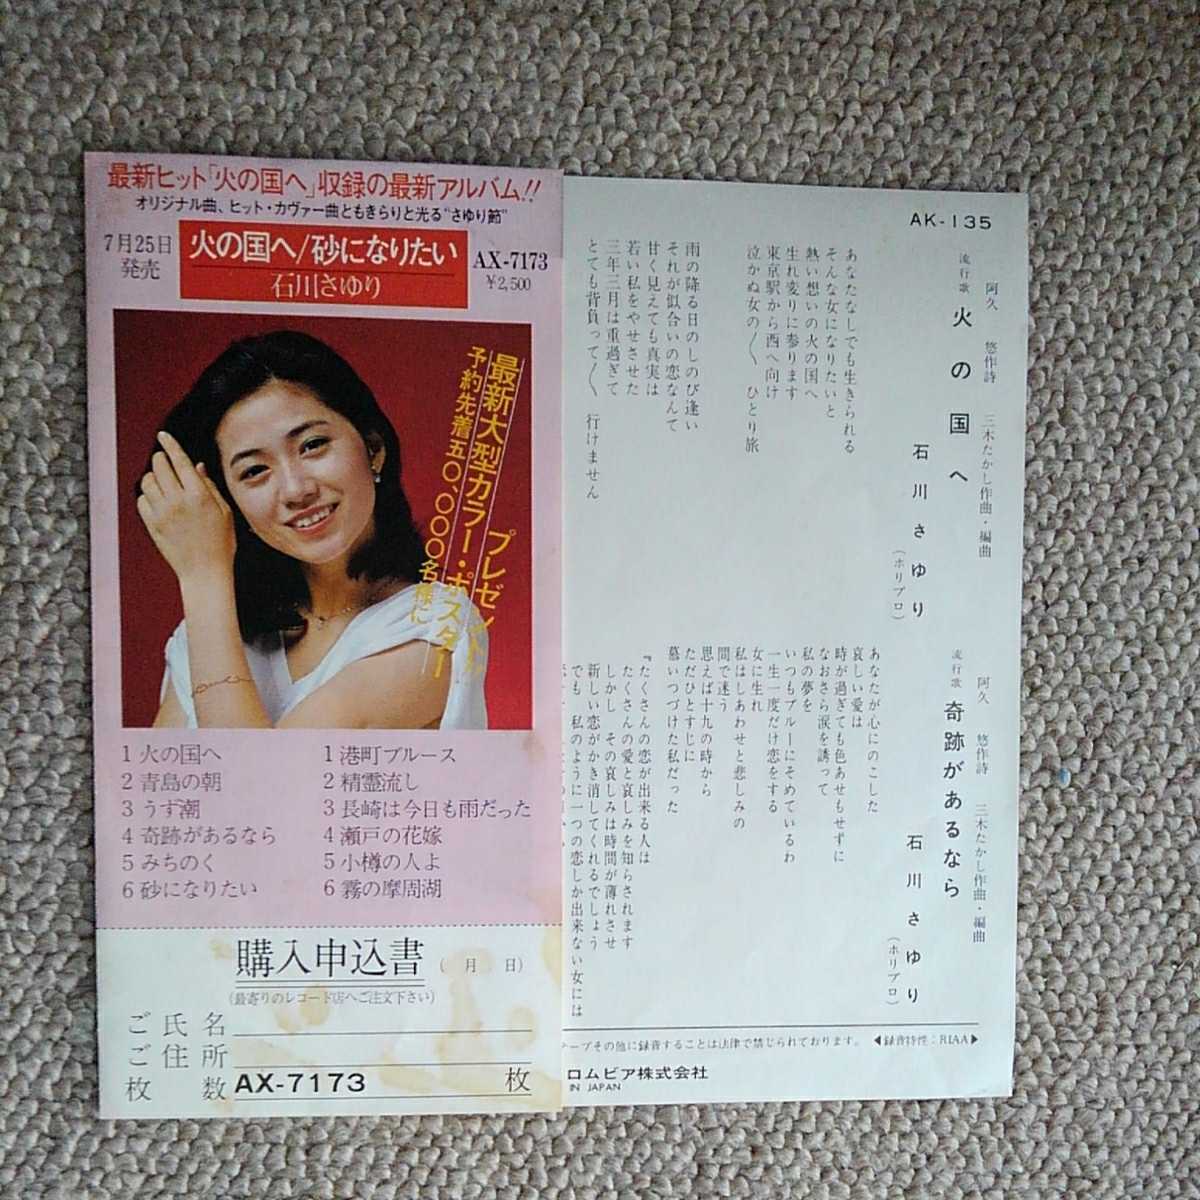 最新ヒット「火の国へ」収録の最新アルバム!!
オリジナル曲、ヒット・カヴァー曲ともきらりと光る"さゆり節"
7月25日
発売
火の国へ/砂になりたい
石川さゆり
AX-7173
¥2,500
最新大型カラー・ポスター
プレゼント!!
予約先着五〇、〇〇〇名様に
1 火の国へ
2 青島の朝
3 うず潮
4 奇跡があるなら
5 みちのく
6 砂になりたい
1 港町ブルース
2 精霊流し
3 長崎は今日も雨だった
4 瀬戸の花嫁
5 小樽の人よ
6 霧の摩周湖
購入申込書
( 月 日)
(最寄りのレコード店へご注文下さい)
ご氏名
ご住所
枚数 AX-7173 枚
AK-135
阿久 悠作詩 三木たかし作曲・編曲
流行歌 火の国へ
石川さゆり
(ホリプロ)
あなたなしでも生きられる
そんな女になりたいと
熱い想いの火の国へ
生れ変りに参ります
東京駅から西へ向け
泣かぬ女の〱 ひとり旅
雨の降る日のしのび逢い
それが似合いの恋なんて
甘く見えても真実は
若い私をやせさせた
三年三月は重過ぎて
とても背負って〱 行けません
阿久 悠作詩 三木たかし作曲・編曲
流行歌 奇跡があるなら
石川さゆり
(ホリプロ)
あなたが心にのこした
哀しい愛は
時が過ぎても色あせもせずに
なおさら涙を誘って
私の夢を
いつもブルーにそめているわ
一生一度だけ恋をする
女に生れ
私はしあわせと悲しみの
間で迷う
思えば十九の時から
ただひとすじに
慕いつづけた私だった
『たくさんの恋が出来る人は
たくさんの愛と哀しみを知らされます
しかし その哀しみは時間が薄れさせ
新しい恋がかき消してくれるでしょう
でも 私のように一つの恋しか出来ない女には
テープその他に録音することは法律で禁じられております。 ◀録音特性:RIAA▶
ロムビア株式会社
IN JAPAN